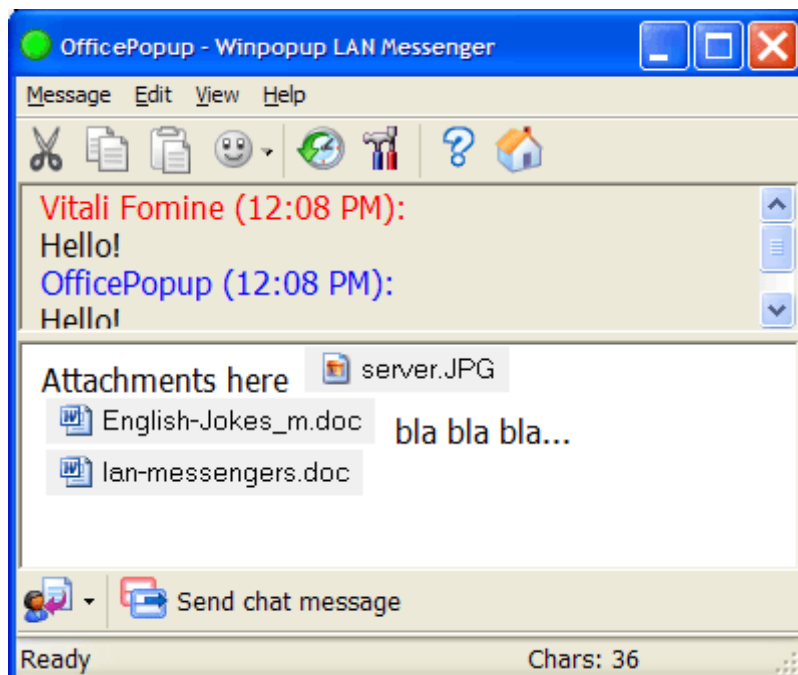 OfficePopup - Winpopup LAN Messenger
Message Edit View Help
Vitali Fomine (12:08 PM):
Hello!
OfficePopup (12:08 PM):
Hello!
Attachments here server.JPG
English-Jokes_m.doc bla bla bla...
lan-messengers.doc
Send chat message
Ready Chars: 36